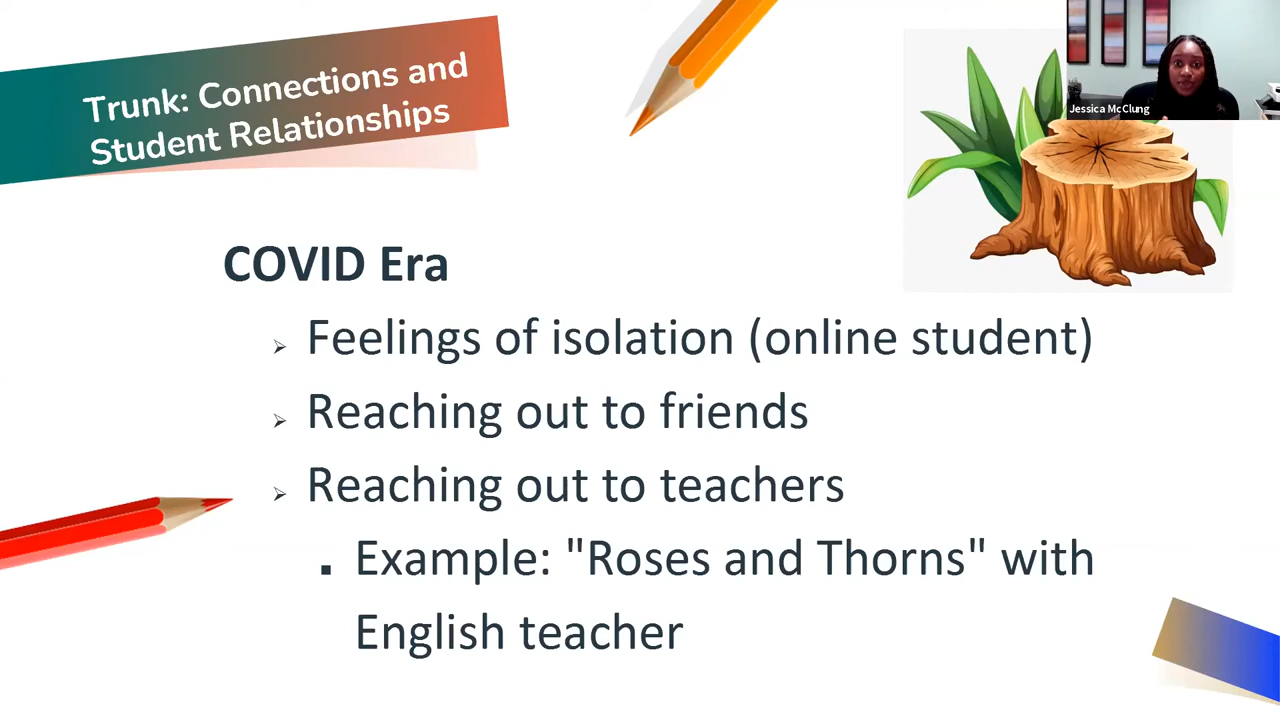 Trunk: Connections and
Student Relationships
Jessica McClung
COVID Era
Feelings of isolation (online student)
Reaching out to friends
Reaching out to teachers
Example: "Roses and Thorns" with
English teacher